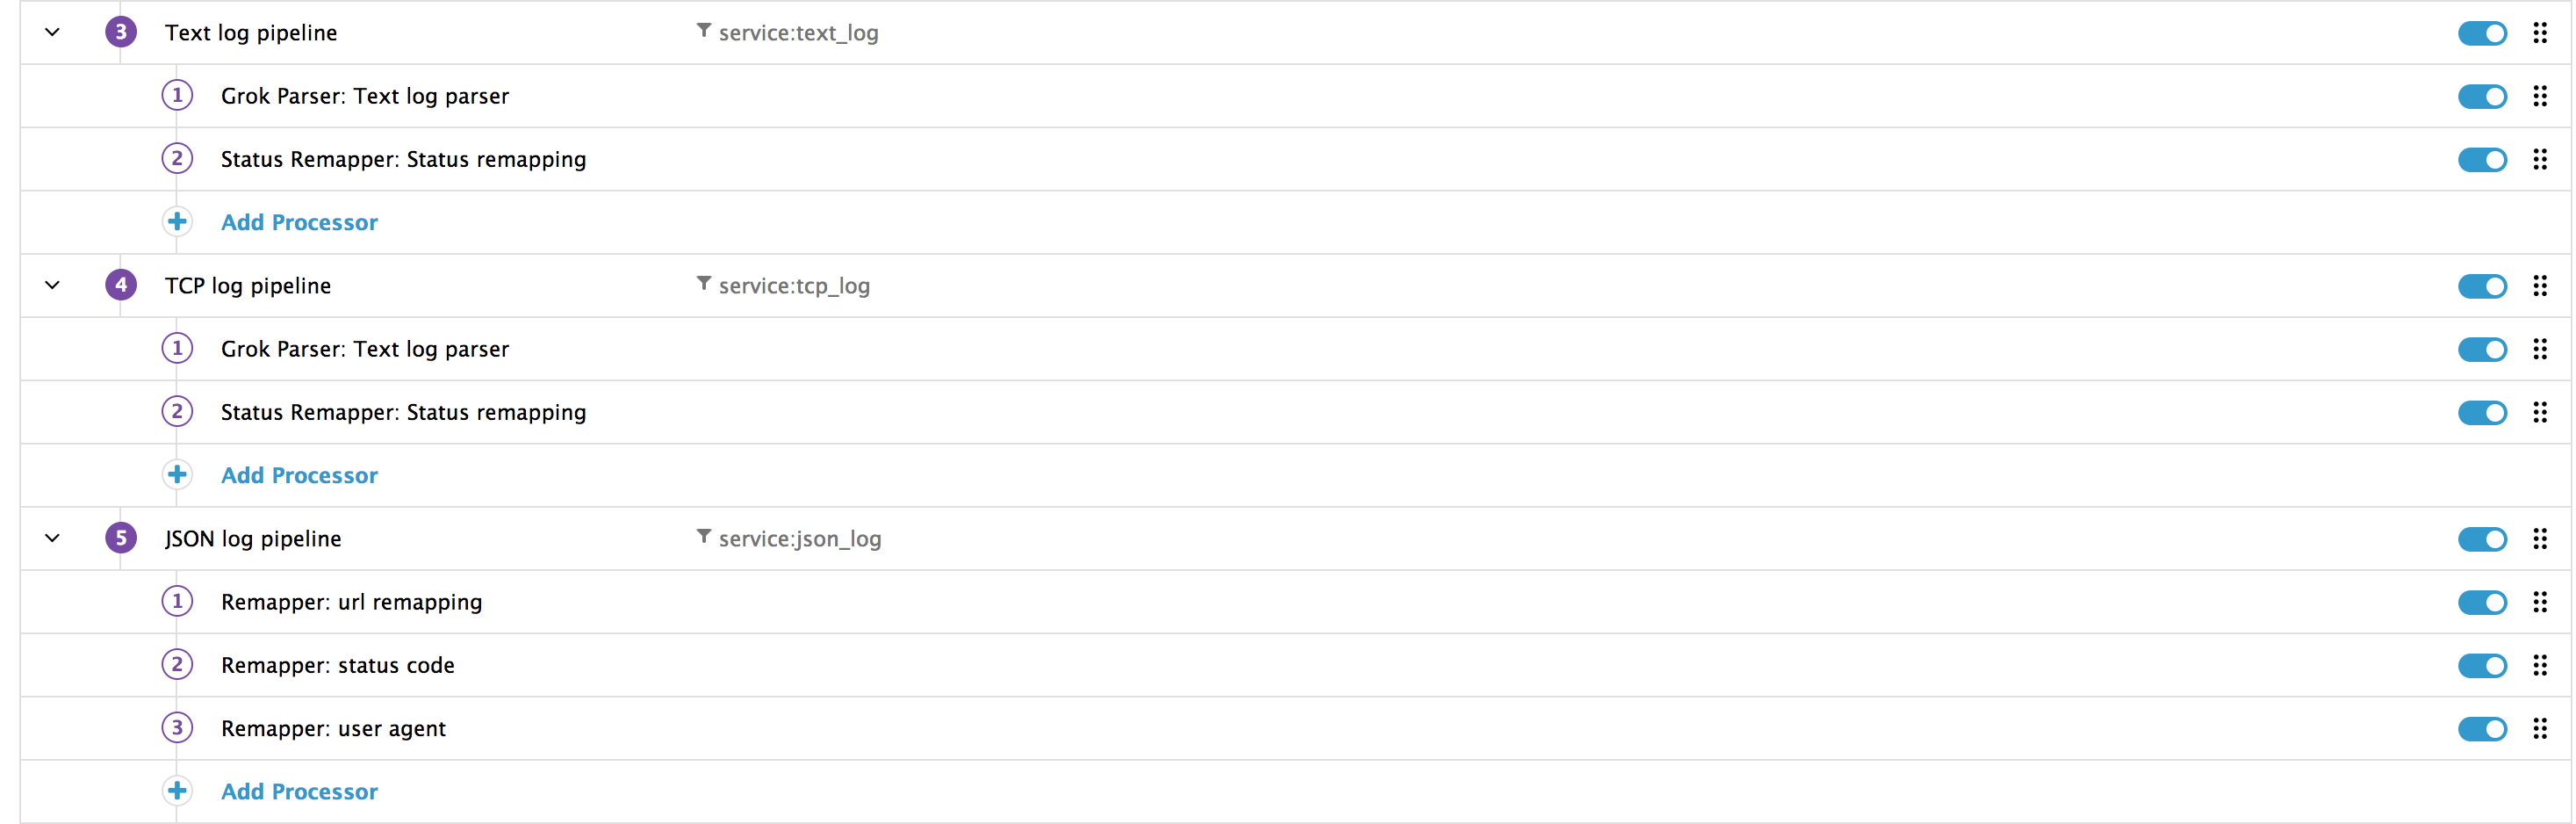 3 Text log pipeline service:text_log
1 Grok Parser: Text log parser
2 Status Remapper: Status remapping
Add Processor
4 TCP log pipeline service:tcp_log
1 Grok Parser: Text log parser
2 Status Remapper: Status remapping
Add Processor
5 JSON log pipeline service:json_log
1 Remapper: url remapping
2 Remapper: status code
3 Remapper: user agent
Add Processor